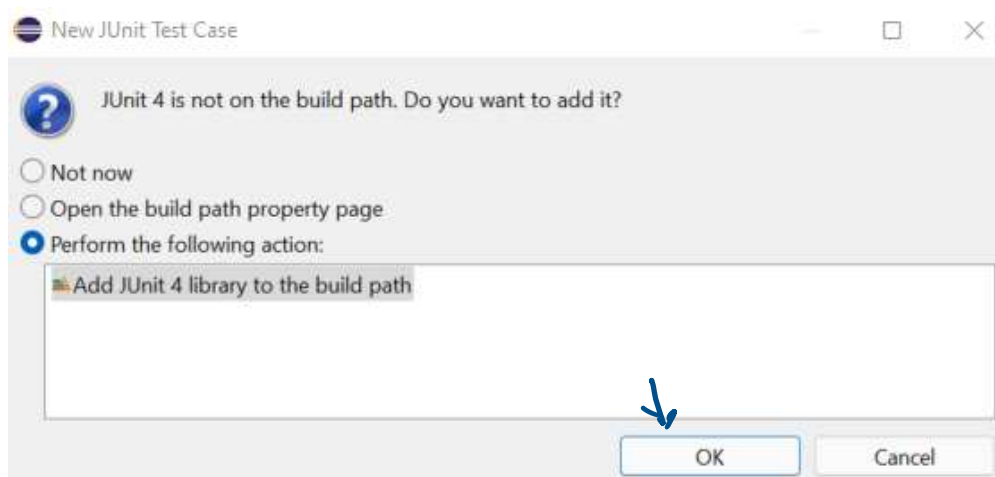 New JUnit Test Case
JUnit 4 is not on the build path. Do you want to add it?
Not now
Open the build path property page
Perform the following action:
Add JUnit 4 library to the build path
OK
Cancel